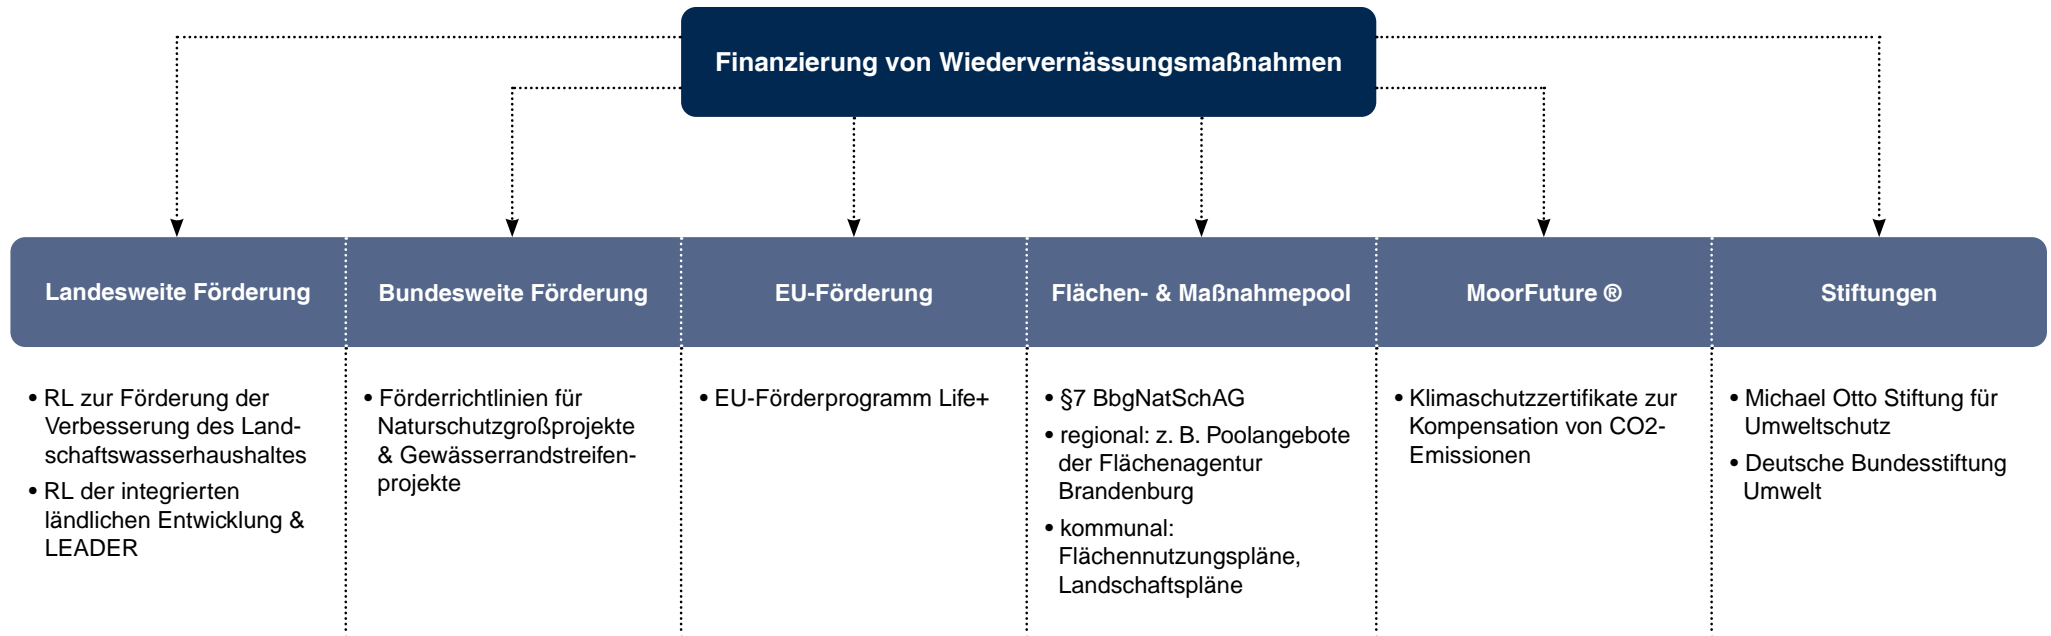 Finanzierung von Wiedervernässungsmaßnahmen
Landesweite Förderung
Bundesweite Förderung
EU-Förderung
Flächen- & Maßnahmepool
MoorFuture ®
Stiftungen
• RL zur Förderung der
Verbesserung des Land-
schaftswasserhaushaltes
• RL der integrierten
ländlichen Entwicklung &
LEADER
• Förderrichtlinien für
Naturschutzgroßprojekte
& Gewässerrandstreifen-
projekte
• EU-Förderprogramm Life+
• §7 BbgNatSchAG
• regional: z. B. Poolangebote
der Flächenagentur
Brandenburg
• kommunal:
Flächennutzungspläne,
Landschaftspläne
• Klimaschutzzertifikate zur
Kompensation von CO2-
Emissionen
• Michael Otto Stiftung für
Umweltschutz
• Deutsche Bundesstiftung
Umwelt